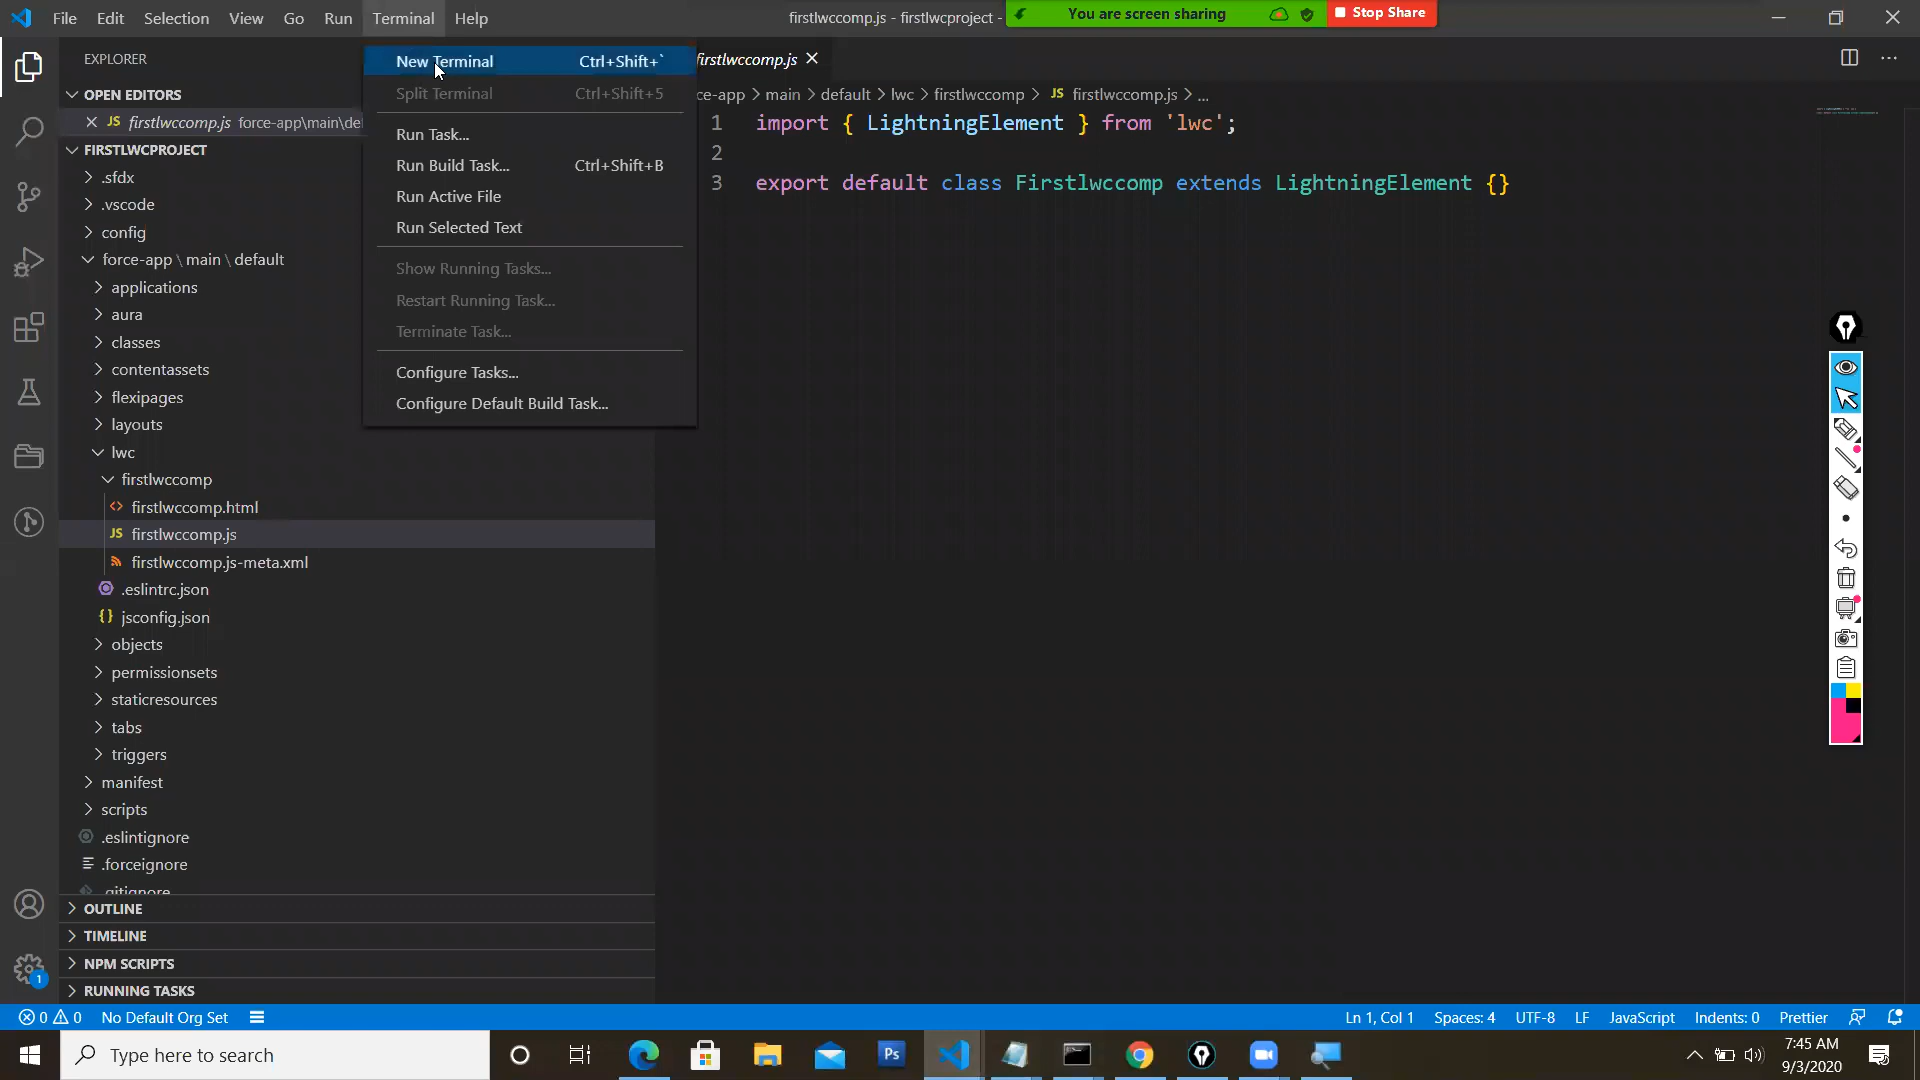 File Edit Selection View Go Run Terminal Help
firstlwccomp.js - firstlwcproject -
You are screen sharing
Stop Share
EXPLORER
OPEN EDITORS
JS firstlwccomp.js force-app\main\de
FIRSTLWCPROJECT
.sfdx
.vscode
config
force-app \ main \ default
applications
aura
classes
contentassets
flexipages
layouts
lwc
firstlwccomp
<> firstlwccomp.html
JS firstlwccomp.js
firstlwccomp.js-meta.xml
.eslintrc.json
{} jsconfig.json
objects
permissionsets
staticresources
tabs
triggers
manifest
scripts
.eslintignore
.forceignore
.gitignore
OUTLINE
TIMELINE
NPM SCRIPTS
RUNNING TASKS
New Terminal Ctrl+Shift+`
Split Terminal Ctrl+Shift+5
Run Task...
Run Build Task... Ctrl+Shift+B
Run Active File
Run Selected Text
Show Running Tasks...
Restart Running Task...
Terminate Task...
Configure Tasks...
Configure Default Build Task...
firstlwccomp.js
ce-app > main > default > lwc > firstlwccomp > JS firstlwccomp.js > ...
1 import { LightningElement } from 'lwc';
2
3 export default class Firstlwccomp extends LightningElement {}
1
0 0 No Default Org Set
Ln 1, Col 1 Spaces: 4 UTF-8 LF JavaScript Indents: 0 Prettier
Type here to search
Ps
7:45 AM
9/3/2020